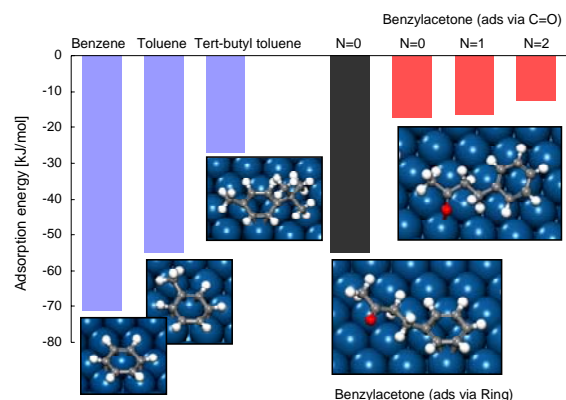 Benzylacetone (ads via C=O)
Benzene Toluene Tert-butyl toluene N=0 N=0 N=1 N=2
0
-10
-20
-30
-40
-50
-60
-70
-80
Adsorption energy [kJ/mol]
Benzylacetone (ads via Ring)